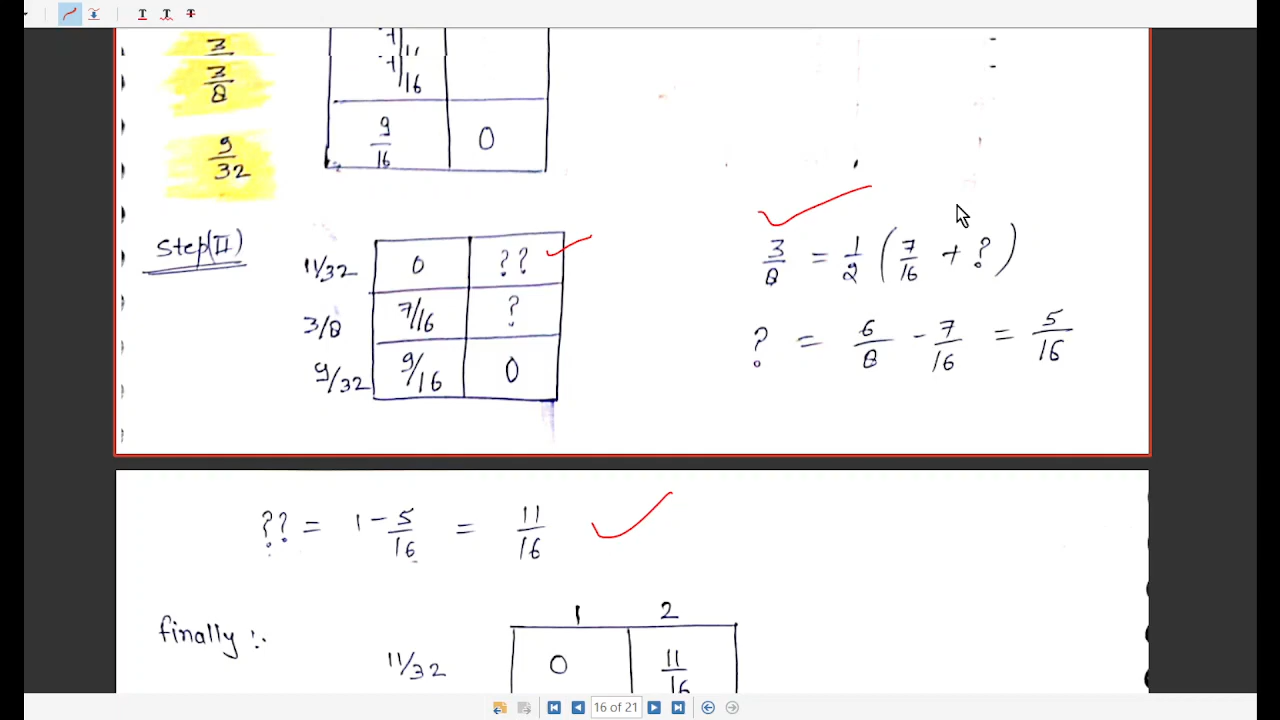 3
3/8
9/32
16
9/16 0
Step(II)
11/32 0 ??
3/8 7/16 ?
9/32 9/16 0
3/8 = 1/2 (7/16 + ?)
? = 6/8 - 7/16 = 5/16
?? = 1 - 5/16 = 11/16
finally :.
1 2
11/32 0 11/16
16 of 21